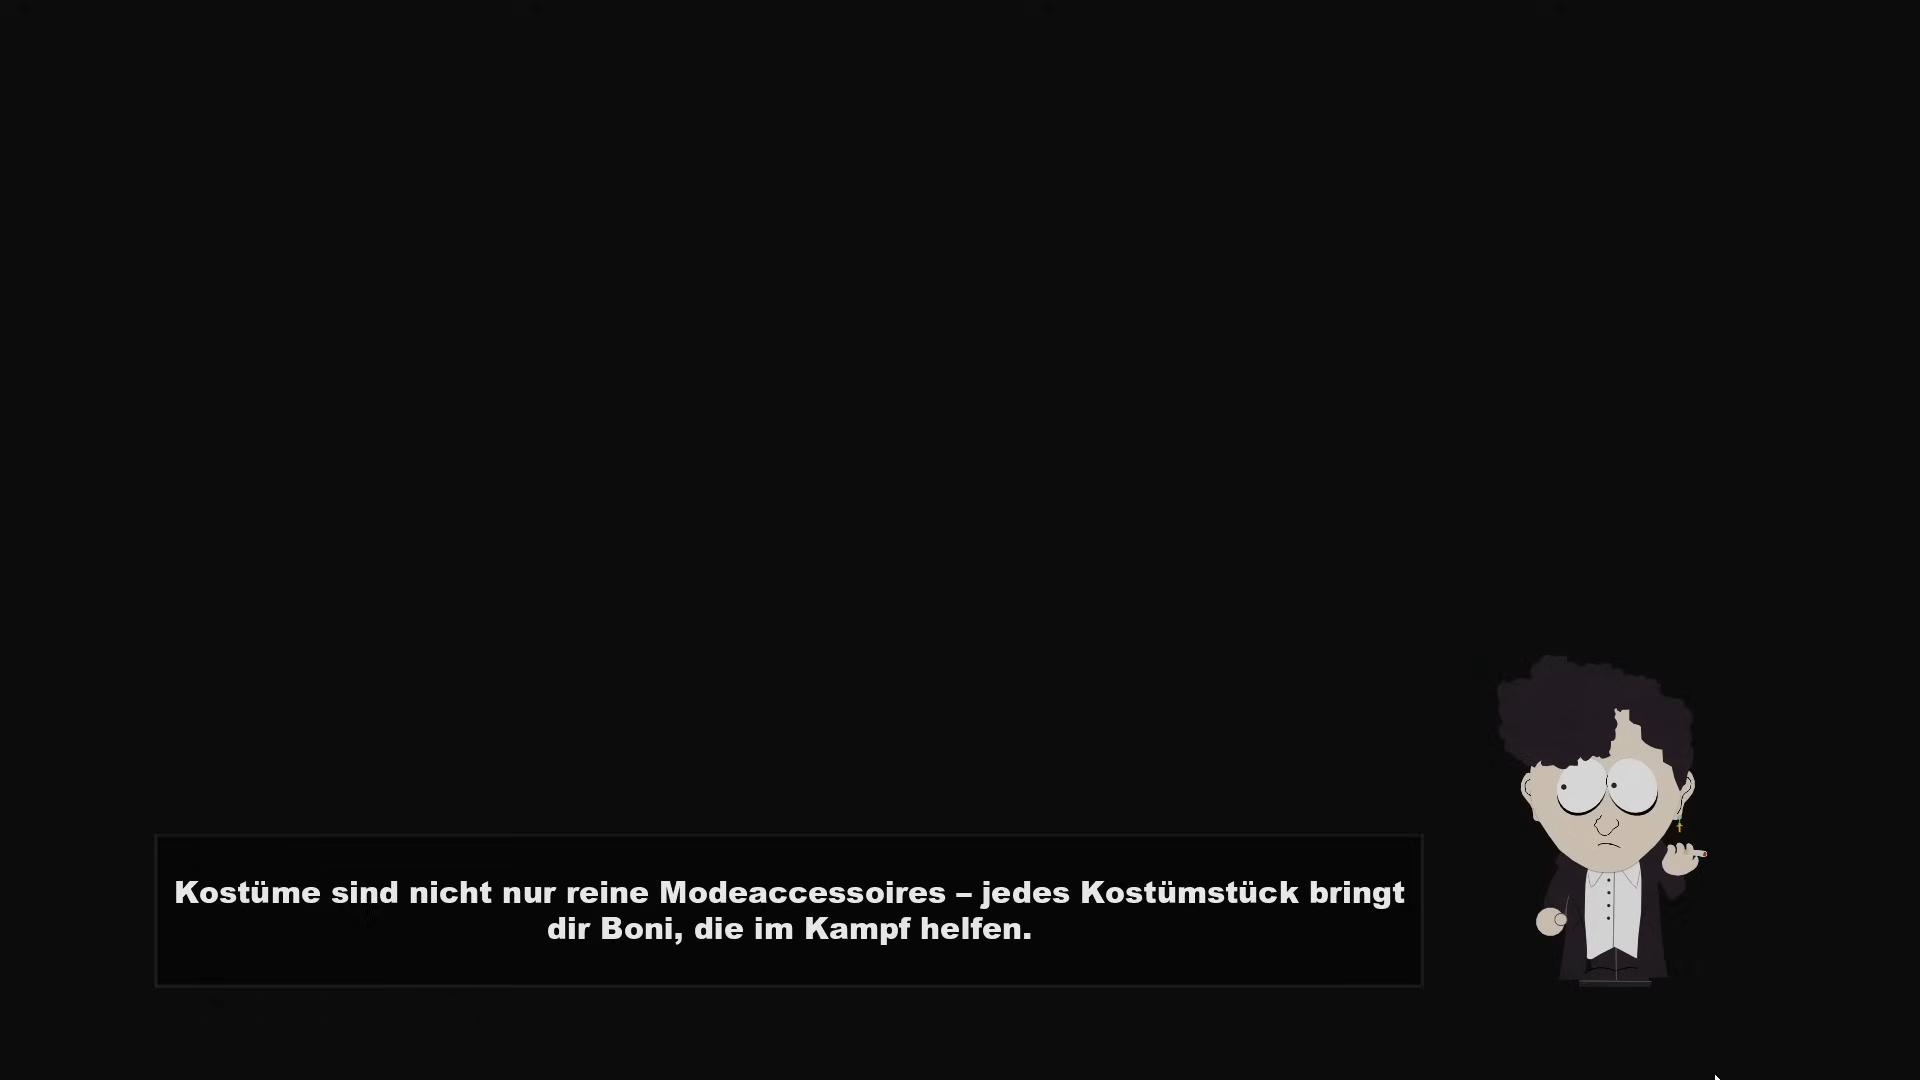 Kostüme sind nicht nur reine Modeaccessoires – jedes Kostümstück bringt
dir Boni, die im Kampf helfen.